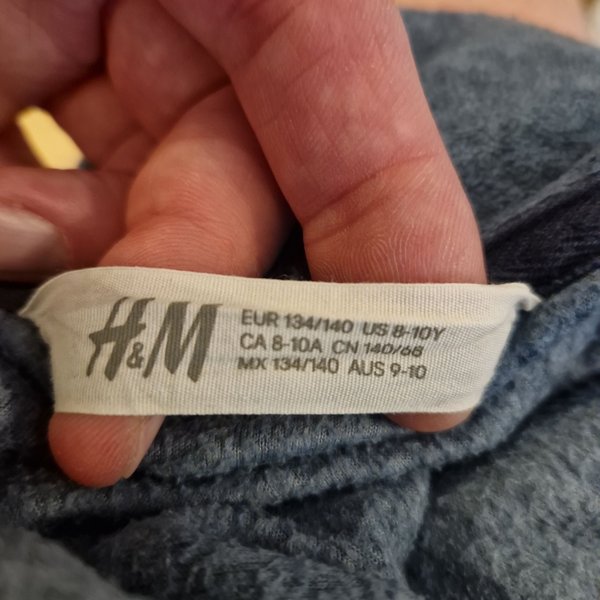 H&M
EUR 134/140 US 8-10Y
CA 8-10A CN 140/68
MX 134/140 AUS 9-10